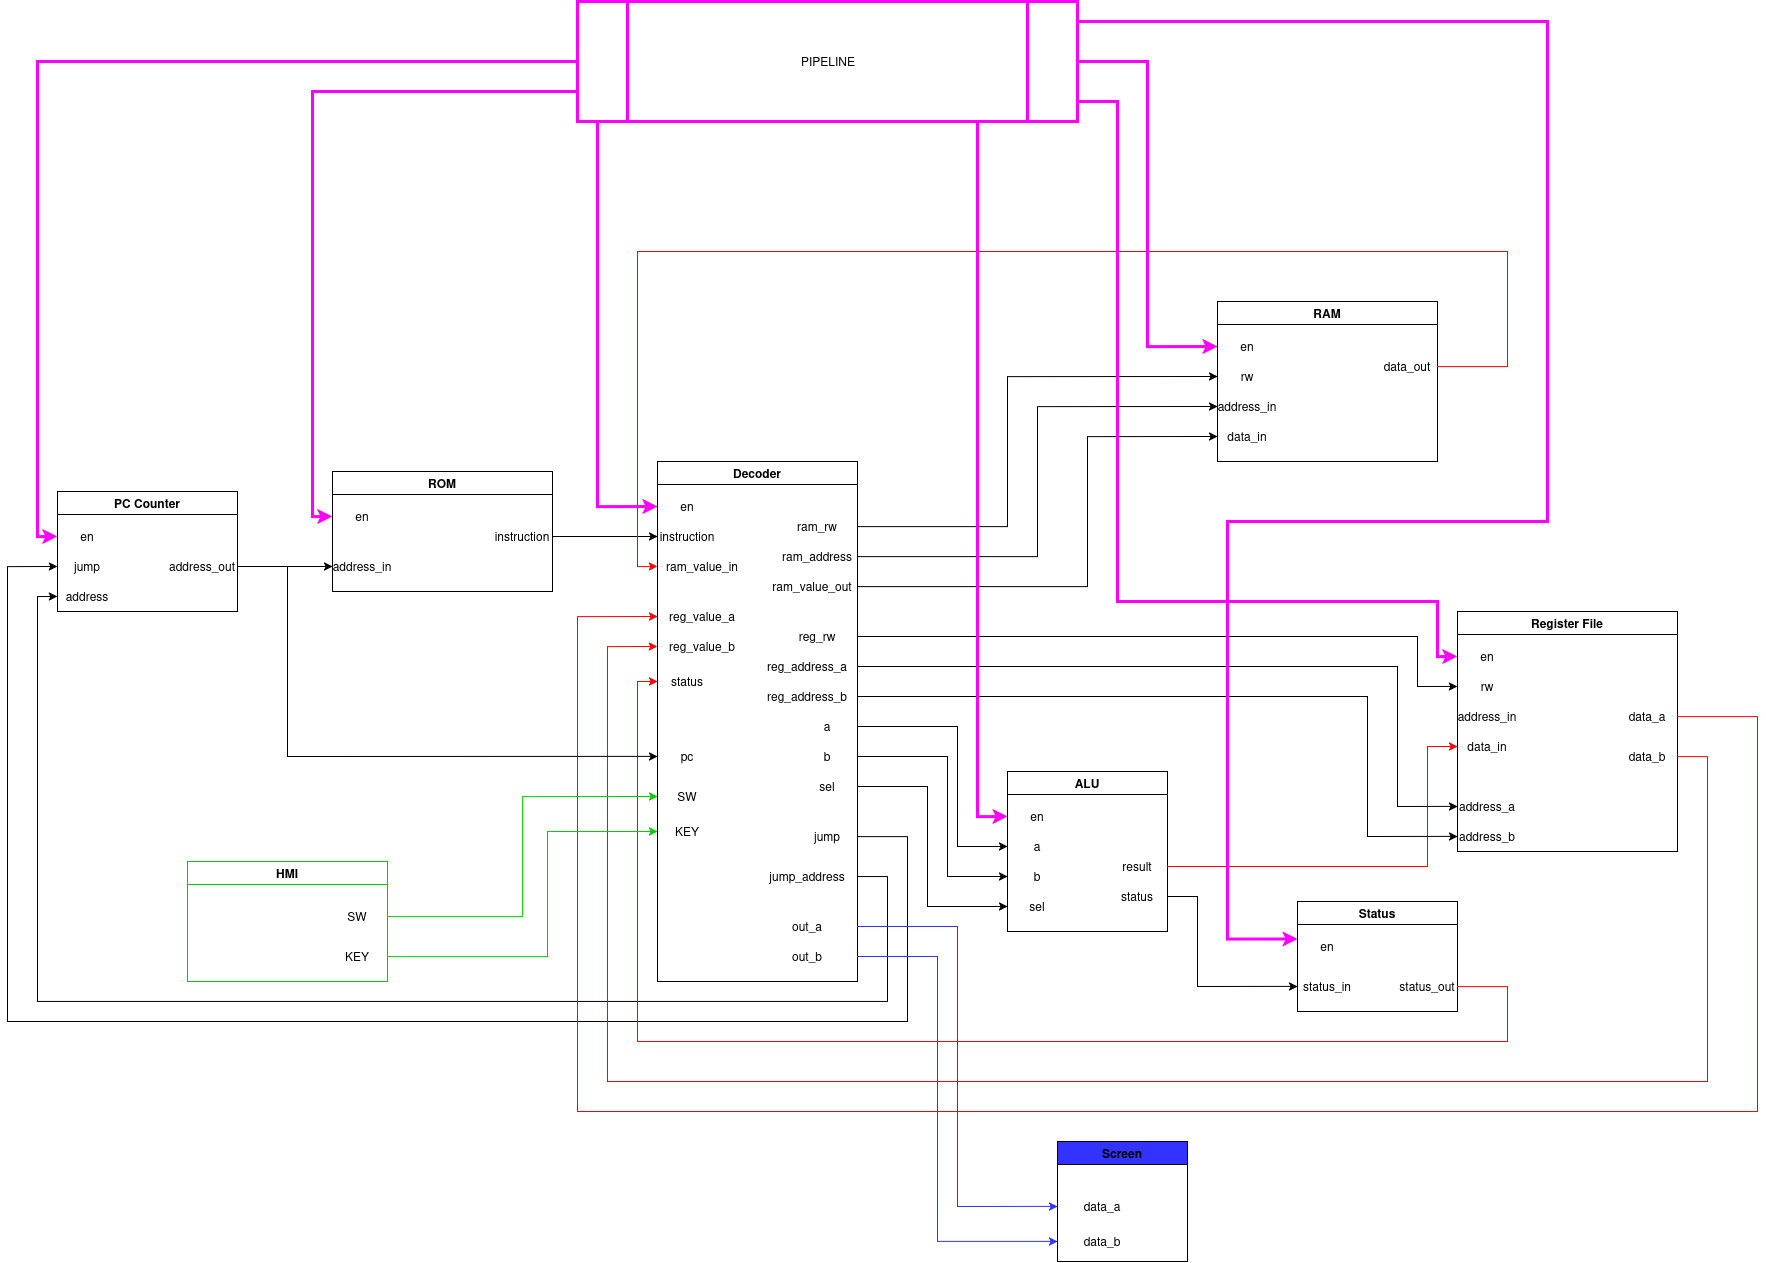 PIPELINE
RAM
en
rw
address_in
data_in
data_out
Decoder
en
instruction
ram_value_in
reg_value_a
reg_value_b
status
pc
SW
KEY
ram_rw
ram_address
ram_value_out
reg_rw
reg_address_a
reg_address_b
a
b
sel
jump
jump_address
out_a
out_b
ROM
en
address_in
instruction
PC Counter
en
jump
address
address_out
Register File
en
rw
address_in
data_in
address_a
address_b
data_a
data_b
ALU
en
a
b
sel
result
status
HMI
SW
KEY
Status
en
status_in
status_out
Screen
data_a
data_b